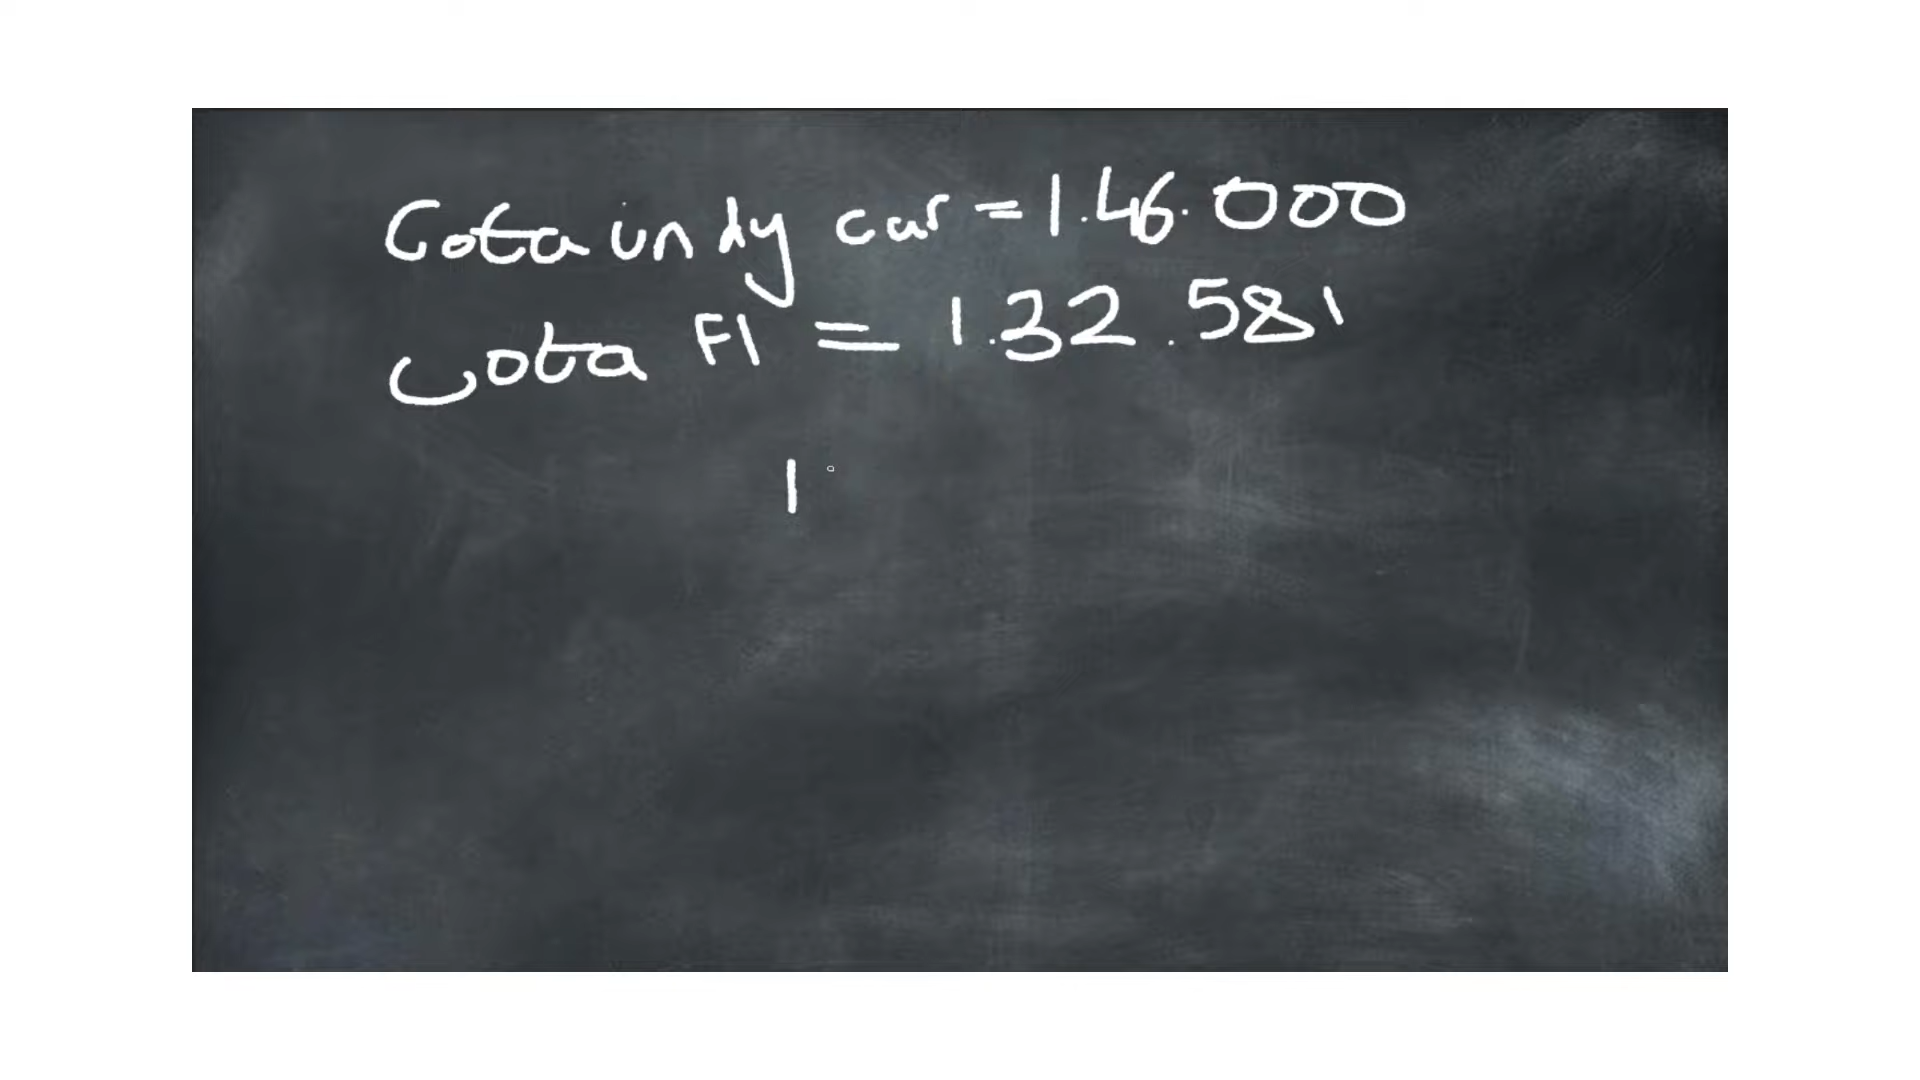 Cota indy car = 1.46.000
Cota F1 = 1.32.581
1